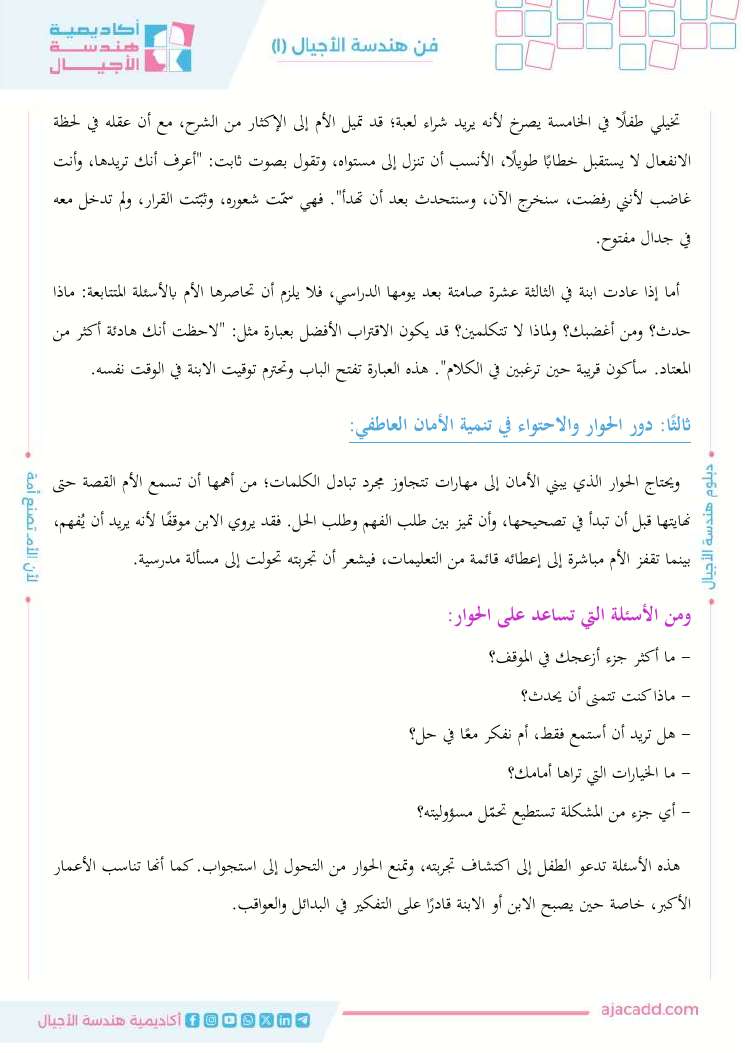 فن هندسة الأجيال (١)
أكاديمية
هندسة
الأجيال
تخيلي طفلًا في الخامسة يصرخ لأنه يريد شراء لعبة؛ قد تميل الأم إلى الإكثار من الشرح، مع أن عقله في لحظة
الانفعال لا يستقبل خطابًا طويلًا، الأنسب أن تنزل إلى مستواه، وتقول بصوت ثابت: "أعرف أنك تريدها، وأنت
غاضب لأنني رفضت، سنخرج الآن، وسنتحدث بعد أن تهدأ". فهي سمّت شعوره، وثبّتت القرار، ولم تدخل معه
في جدال مفتوح.
أما إذا عادت ابنة في الثالثة عشرة صامتة بعد يومها الدراسي، فلا يلزم أن تحاصرها الأم بالأسئلة المتتابعة: ماذا
حدث؟ ومن أغضبك؟ ولماذا لا تتكلمين؟ قد يكون الاقتراب الأفضل بعبارة مثل: "لاحظت أنك هادئة أكثر من
المعتاد. سأكون قريبة حين ترغبين في الكلام". هذه العبارة تفتح الباب وتحترم توقيت الابنة في الوقت نفسه.
ثالثًا: دور الحوار والاحتواء في تنمية الأمان العاطفي:
ويحتاج الحوار الذي يبني الأمان إلى مهارات تتجاوز مجرد تبادل الكلمات؛ من أهمها أن تسمع الأم القصة حتى
نهايتها قبل أن تبدأ في تصحيحها، وأن تميز بين طلب الفهم وطلب الحل. فقد يروي الابن موقفًا لأنه يريد أن يُفهم،
بينما تقفز الأم مباشرة إلى إعطائه قائمة من التعليمات، فيشعر أن تجربته تحولت إلى مسألة مدرسية.
ومن الأسئلة التي تساعد على الحوار:
– ما أكثر جزء أزعجك في الموقف؟
– ماذا كنت تتمنى أن يحدث؟
– هل تريد أن أستمع فقط، أم نفكر معًا في حل؟
– ما الخيارات التي تراها أمامك؟
– أي جزء من المشكلة تستطيع تحمّل مسؤوليته؟
هذه الأسئلة تدعو الطفل إلى اكتشاف تجربته، وتمنع الحوار من التحول إلى استجواب. كما أنها تناسب الأعمار
الأكبر، خاصة حين يصبح الابن أو الابنة قادرًا على التفكير في البدائل والعواقب.
دبلوم هندسة الأجيال
لأن الأم تصنع أمة
ajacadd.com
أكاديمية هندسة الأجيال